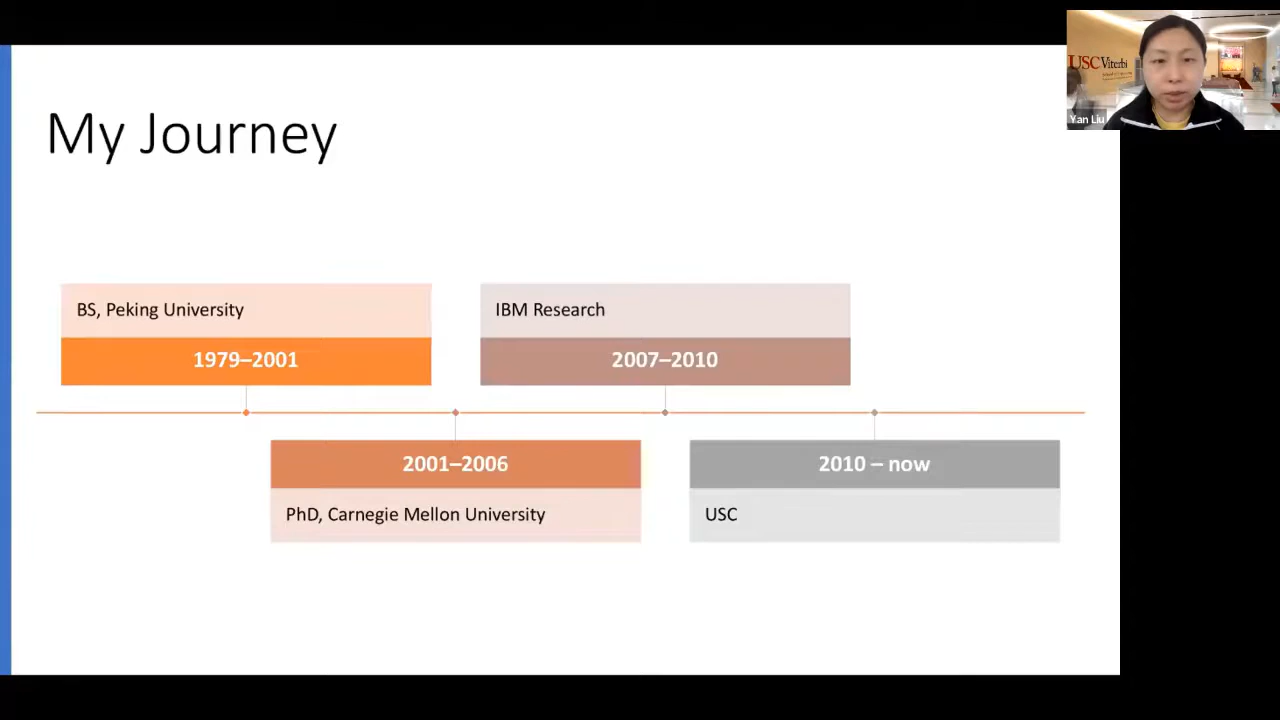 My Journey
BS, Peking University
1979–2001
IBM Research
2007–2010
2001–2006
PhD, Carnegie Mellon University
2010 – now
USC
USC Viterbi
Yan Liu